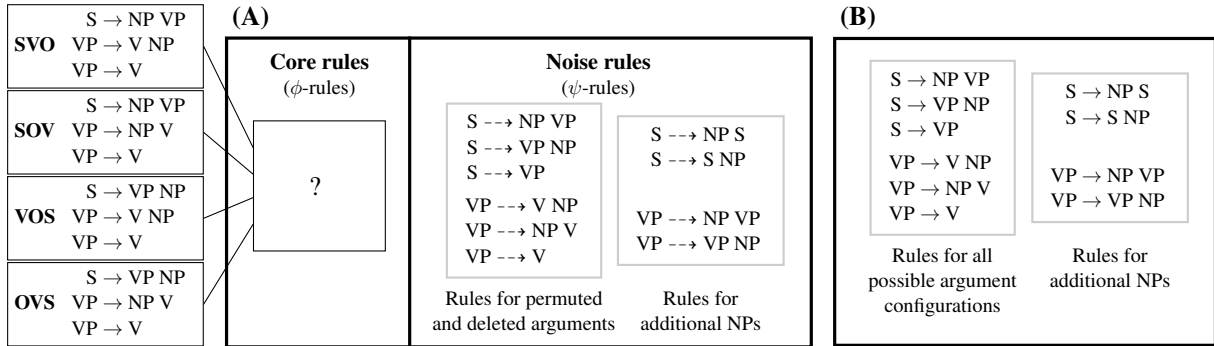 SVO
S → NP VP
VP → V NP
VP → V
SOV
S → NP VP
VP → NP V
VP → V
VOS
S → VP NP
VP → V NP
VP → V
OVS
S → VP NP
VP → NP V
VP → V
(A)
Core rules
(ϕ-rules)
?
Noise rules
(ψ-rules)
S ⇢ NP VP
S ⇢ VP NP
S ⇢ VP
VP ⇢ V NP
VP ⇢ NP V
VP ⇢ V
Rules for permuted
and deleted arguments
S ⇢ NP S
S ⇢ S NP
VP ⇢ NP VP
VP ⇢ VP NP
Rules for
additional NPs
(B)
S → NP VP
S → VP NP
S → VP
VP → V NP
VP → NP V
VP → V
Rules for all
possible argument
configurations
S → NP S
S → S NP
VP → NP VP
VP → VP NP
Rules for
additional NPs